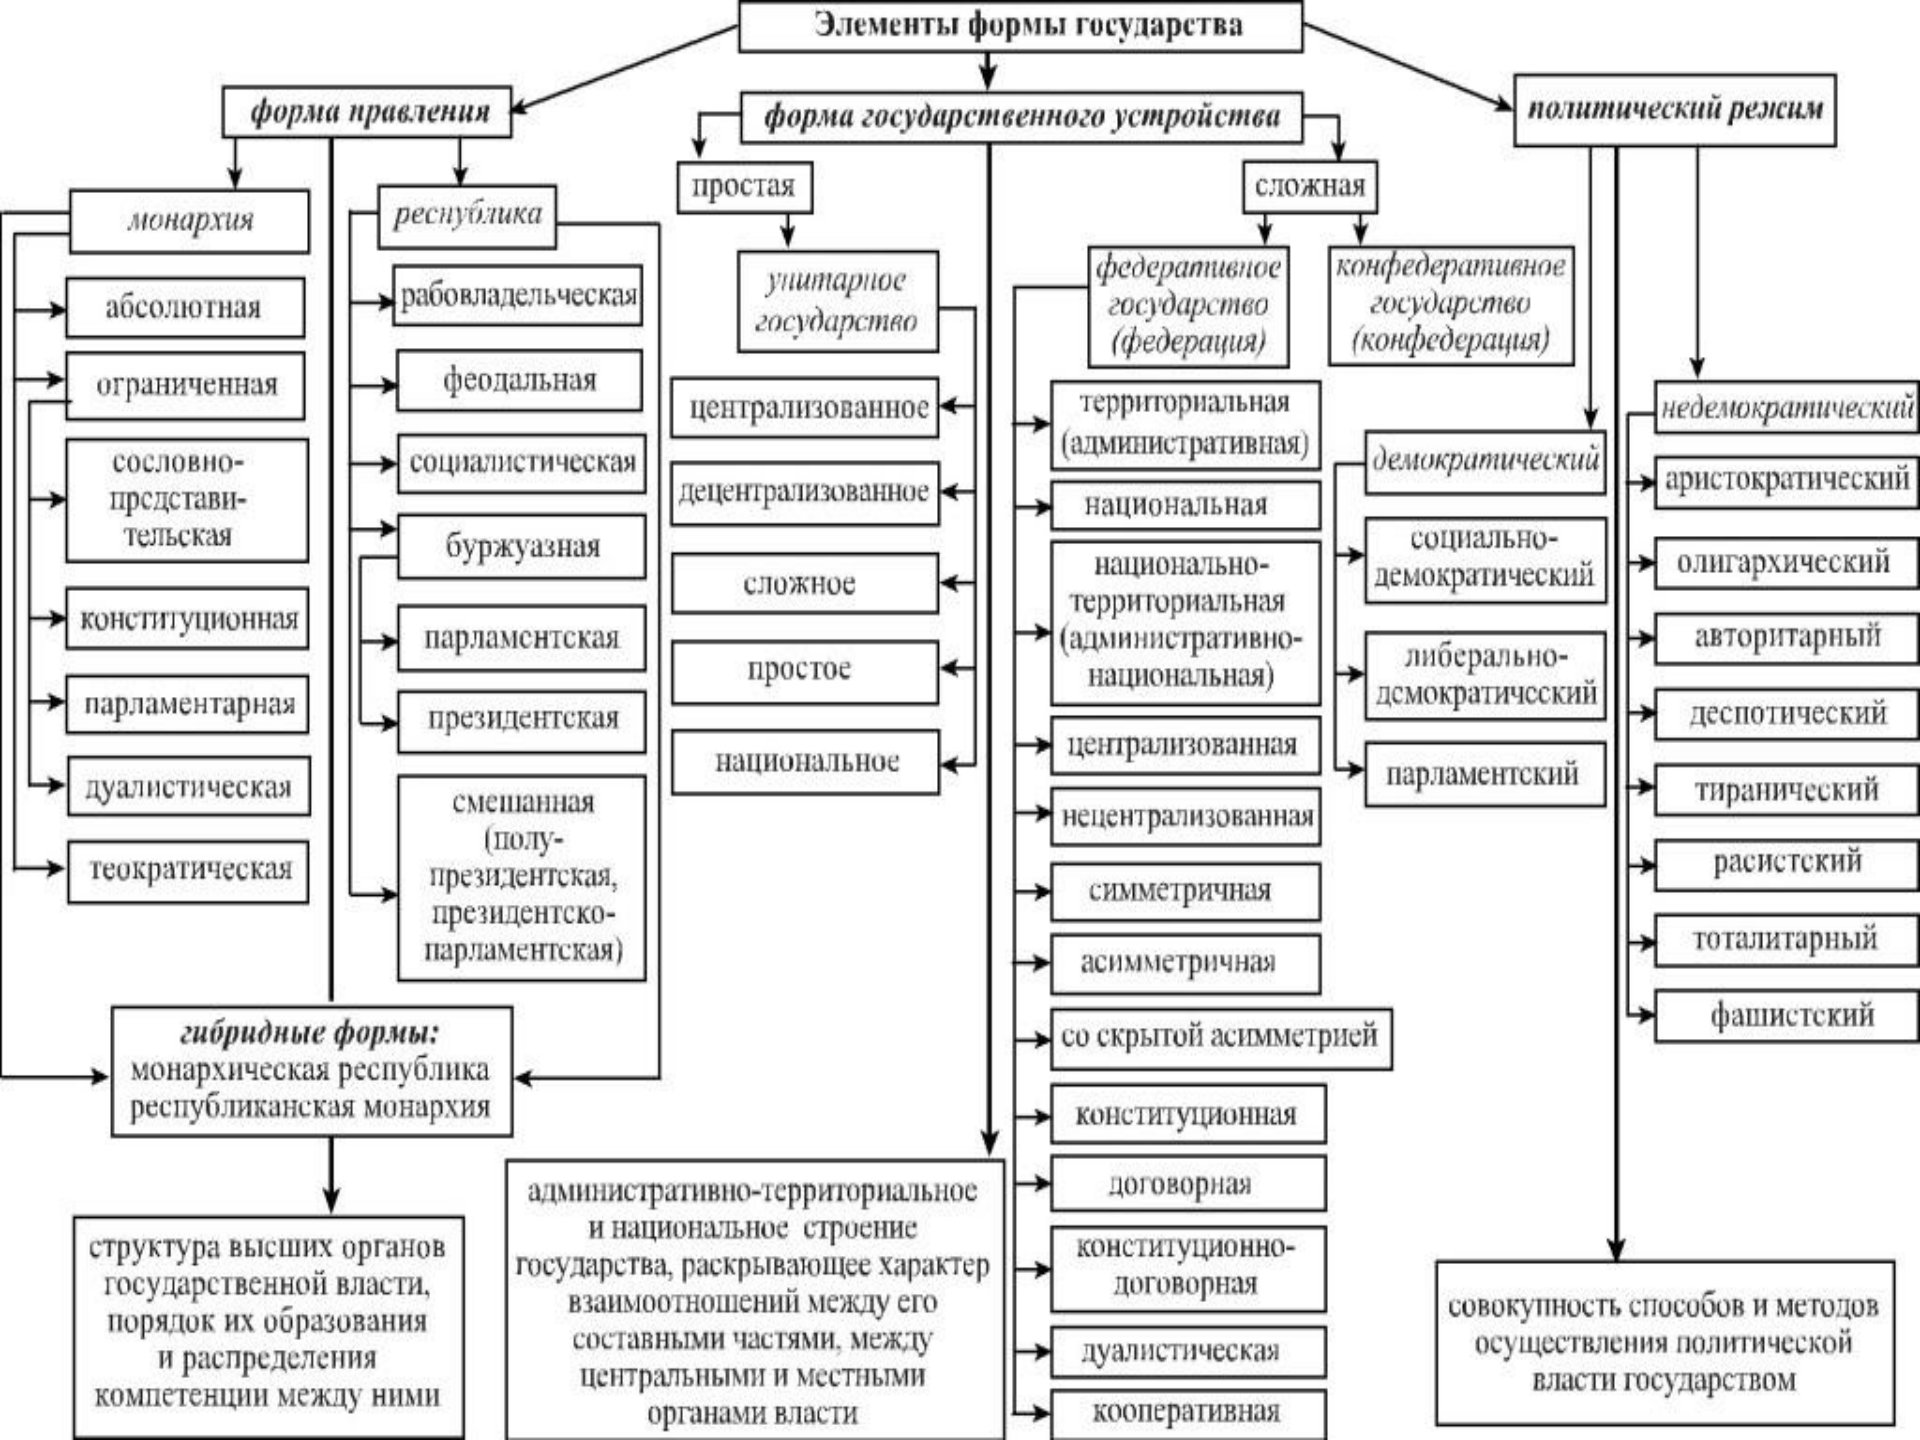 Элементы формы государства
форма правления
монархия
абсолютная
ограниченная
сословно-
прсдстави-
тельская
конституционная
парламентарная
дуалистическая
теократическая
республика
рабовладельческая
феодальная
социалистическая
буржуазная
парламснтская
президентская
смешанная
(полу-
президентская,
президентско-
парламентская)
гибридные формы:
монархическая республика
республиканская монархия
структура высших органов
государственной власти,
порядок их образования
и распределения
компетенции между ними
форма государственного устройства
простая
унитарное
государство
централизованное
децентрализованное
сложное
простое
национальное
сложная
федеративное
государство
(федерация)
конфедеративное
государство
(конфедерация)
территориальная
(административная)
национальная
национально-
территориальная
(административно-
национальная)
централизованная
нецентрализованная
симметричная
асимметричная
со скрытой асимметрией
конституционная
договорная
конституционно-
договорная
дуалистическая
кооперативная
административно-территориальное
и национальное строение
государства, раскрывающее характер
взаимоотношений между его
составными частями, между
центральными и местными
органами власти
политический режим
демократический
социально-
демократический
либерально-
дсмократичсский
парламентский
недемократический
аристократический
олигархический
авторитарный
деспотический
тиранический
расистский
тоталитарный
фашистский
совокупность способов и методов
осуществления политической
власти государством